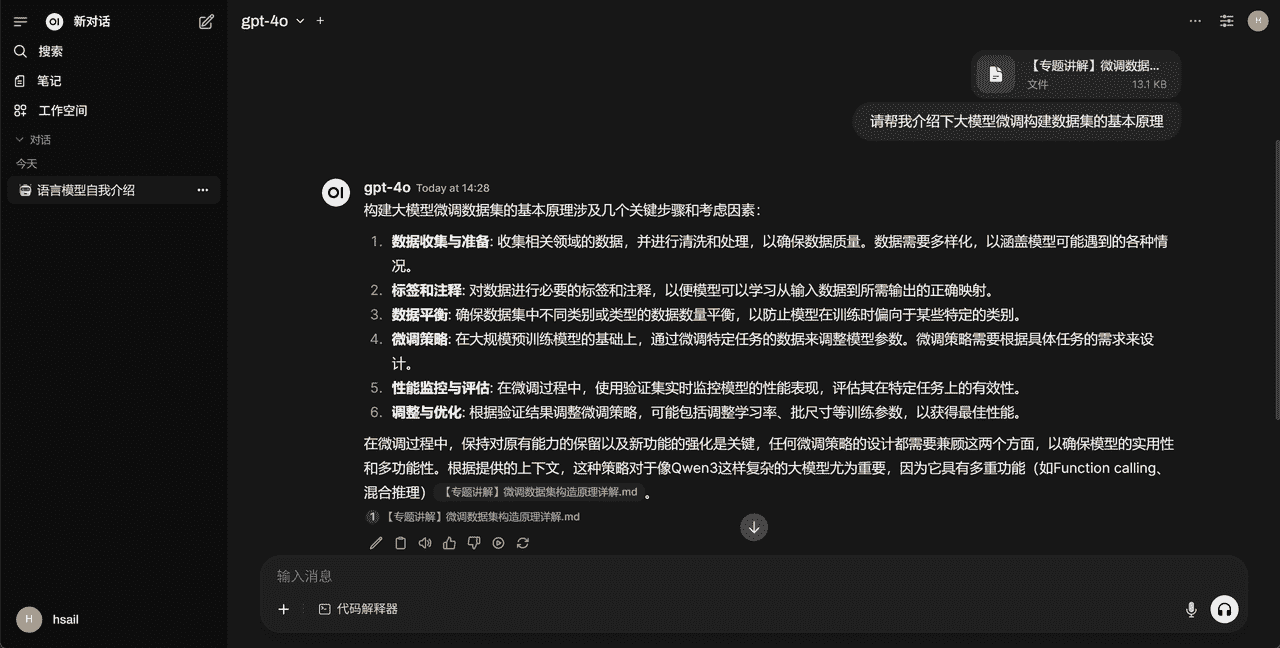 OI 新对话
搜索
笔记
工作空间
对话
今天
语言模型自我介绍
H hsail
gpt-4o
H
【专题讲解】微调数据...
文件 13.1 KB
请帮我介绍下大模型微调构建数据集的基本原理
OI gpt-4o Today at 14:28
构建大模型微调数据集的基本原理涉及几个关键步骤和考虑因素：
1. 数据收集与准备: 收集相关领域的数据，并进行清洗和处理，以确保数据质量。数据需要多样化，以涵盖模型可能遇到的各种情
况。
2. 标签和注释: 对数据进行必要的标签和注释，以便模型可以学习从输入数据到所需输出的正确映射。
3. 数据平衡: 确保数据集中不同类别或类型的数据数量平衡，以防止模型在训练时偏向于某些特定的类别。
4. 微调策略: 在大规模预训练模型的基础上，通过微调特定任务的数据来调整模型参数。微调策略需要根据具体任务的需求来设
计。
5. 性能监控与评估: 在微调过程中，使用验证集实时监控模型的性能表现，评估其在特定任务上的有效性。
6. 调整与优化: 根据验证结果调整微调策略，可能包括调整学习率、批尺寸等训练参数，以获得最佳性能。
在微调过程中，保持对原有能力的保留以及新功能的强化是关键，任何微调策略的设计都需要兼顾这两个方面，以确保模型的实用性
和多功能性。根据提供的上下文，这种策略对于像Qwen3这样复杂的大模型尤为重要，因为它具有多重功能（如Function calling、
混合推理） 【专题讲解】微调数据集构造原理详解.md 。
1 【专题讲解】微调数据集构造原理详解.md
输入消息
代码解释器